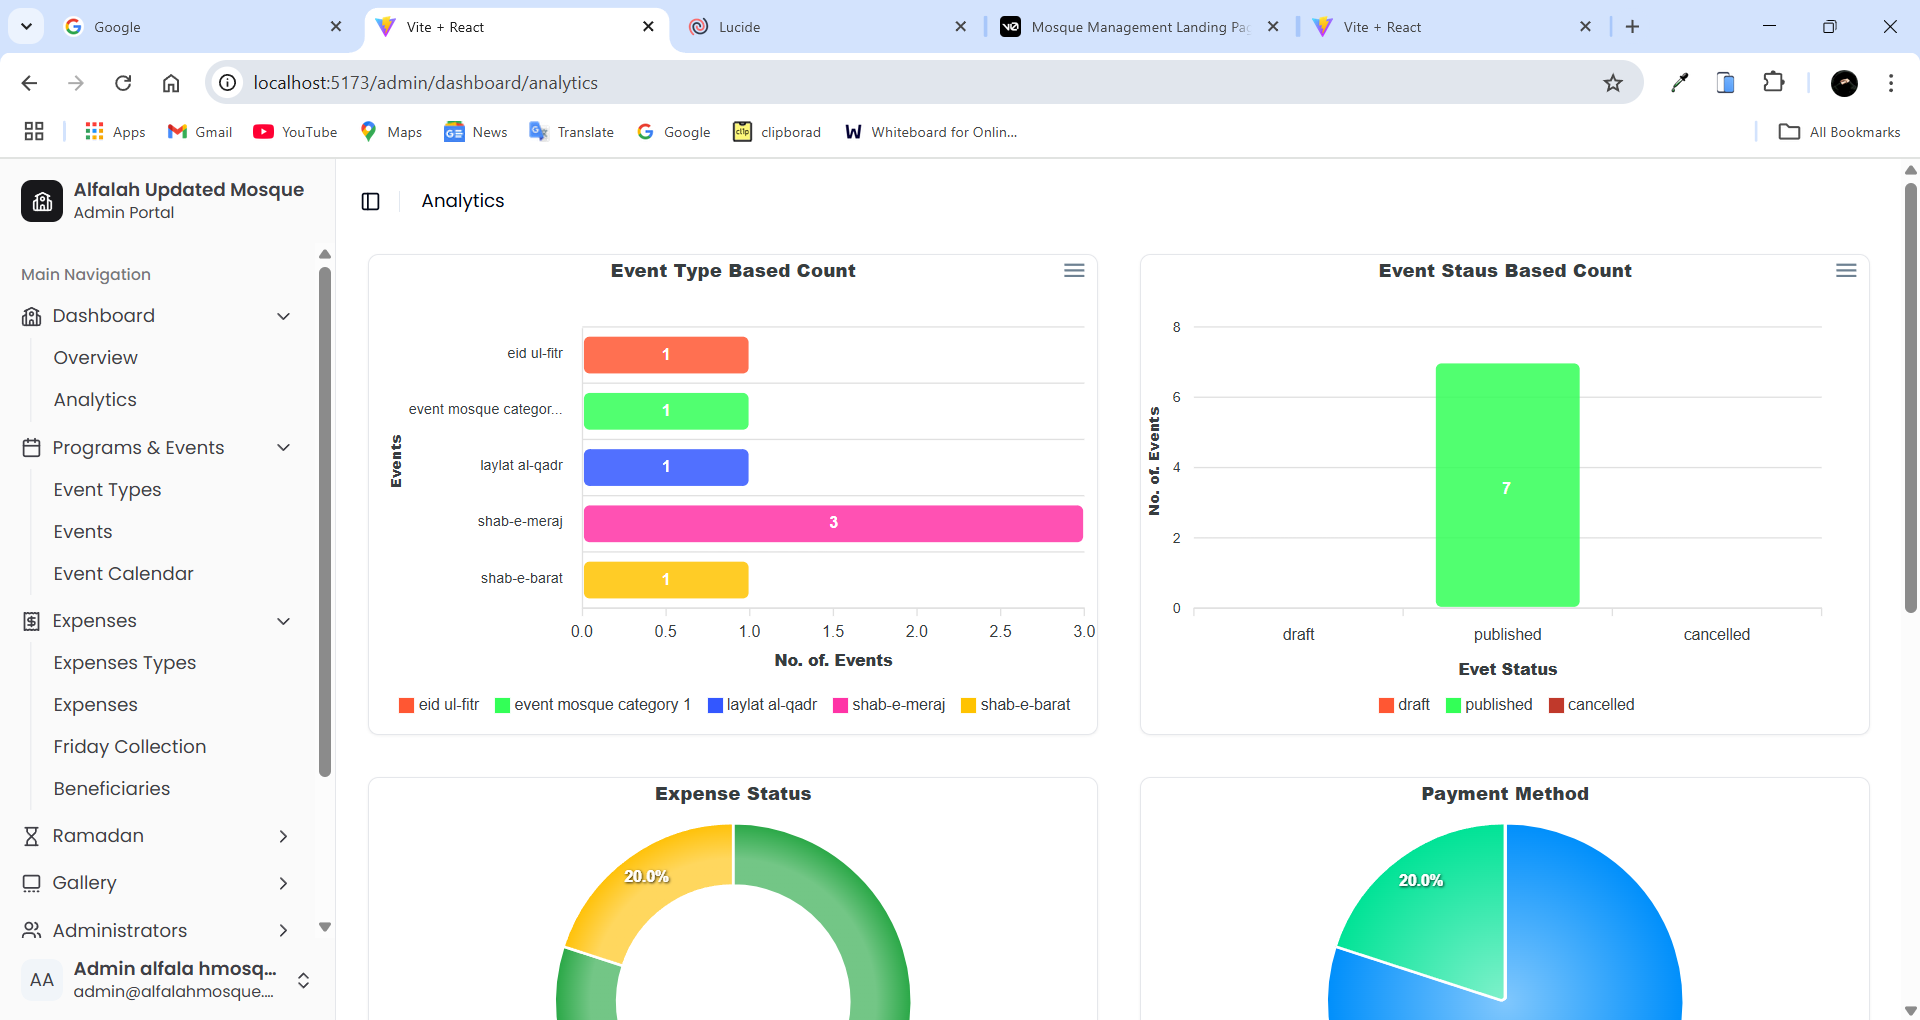 Google
Vite + React
Lucide
Mosque Management Landing Pag
Vite + React
localhost:5173/admin/dashboard/analytics
Apps
Gmail
YouTube
Maps
News
Translate
Google
clipborad
Whiteboard for Onlin...
All Bookmarks
Alfalah Updated Mosque
Admin Portal
Main Navigation
Dashboard
Overview
Analytics
Programs & Events
Event Types
Events
Event Calendar
Expenses
Expenses Types
Expenses
Friday Collection
Beneficiaries
Ramadan
Gallery
Administrators
AA
Admin alfala hmosq...
admin@alfalahmosque....
Analytics
Event Type Based Count
Events
eid ul-fitr
1
event mosque categor...
1
laylat al-qadr
1
shab-e-meraj
3
shab-e-barat
1
0.0 0.5 1.0 1.5 2.0 2.5 3.0
No. of. Events
eid ul-fitr event mosque category 1 laylat al-qadr shab-e-meraj shab-e-barat
Event Staus Based Count
No. of. Events
8
6
4
2
0
7
draft published cancelled
Evet Status
draft published cancelled
Expense Status
20.0%
Payment Method
20.0%